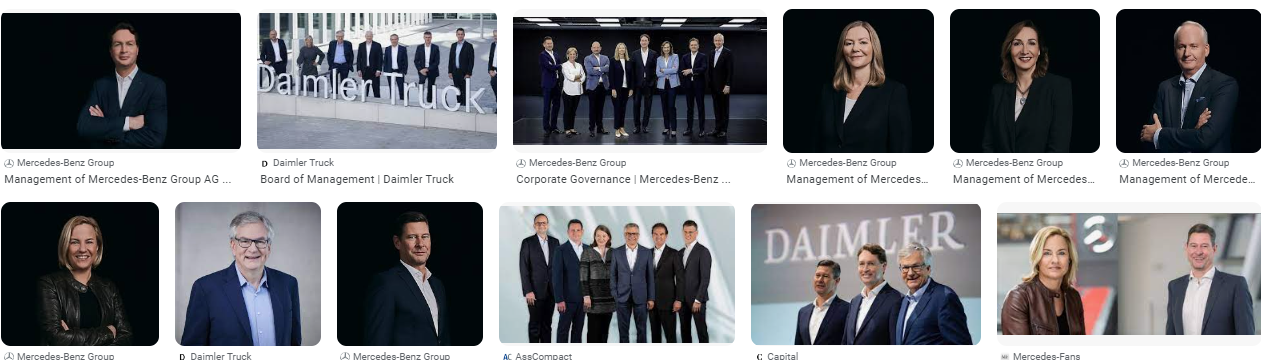 Daimler Truck
DAIMLER
Mercedes-Benz Group
Daimler Truck
Mercedes-Benz Group
Mercedes-Benz Group
Mercedes-Benz Group
Mercedes-Benz Group
Management of Mercedes-Benz Group AG ...
Board of Management | Daimler Truck
Corporate Governance | Mercedes-Benz ...
Management of Mercedes...
Management of Mercedes...
Management of Mercede...
Mercedes-Benz Group
D Daimler Truck
Mercedes-Benz Group
AC AssCompact
C Capital
Mercedes-Fans